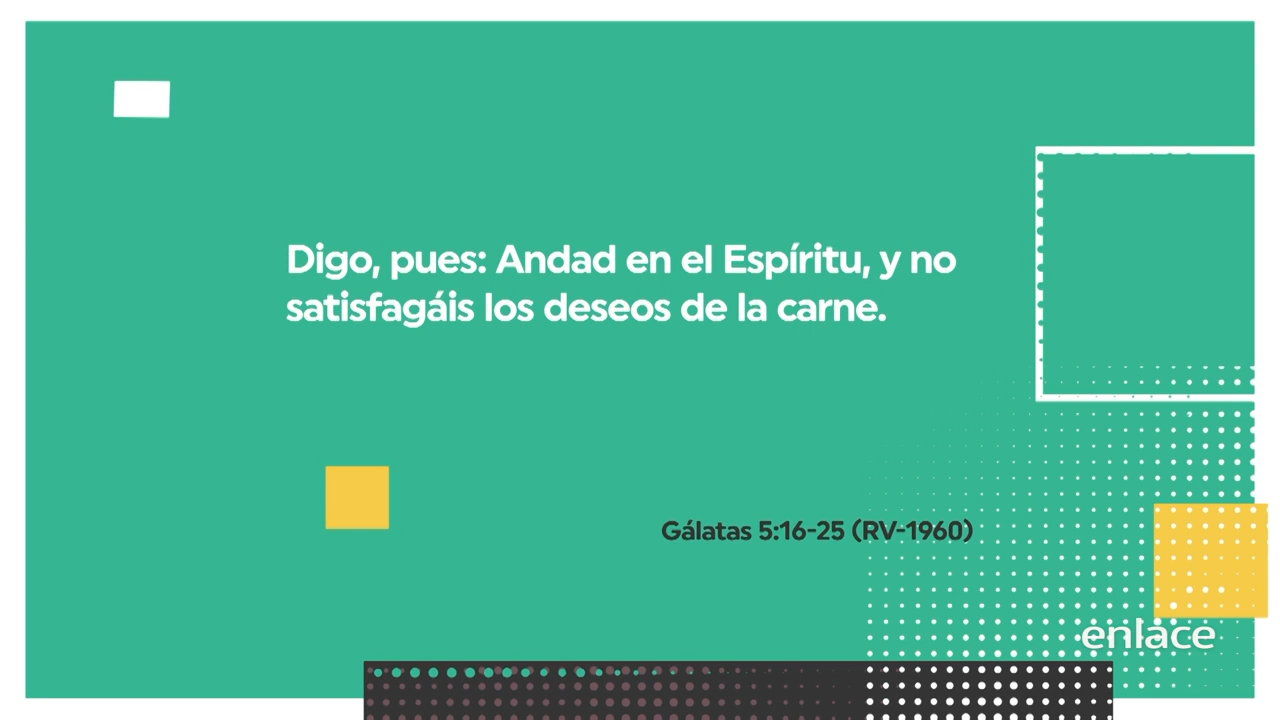 Digo, pues: Andad en el Espíritu, y no
satisfagáis los deseos de la carne.
Gálatas 5:16-25 (RV-1960)
enlace